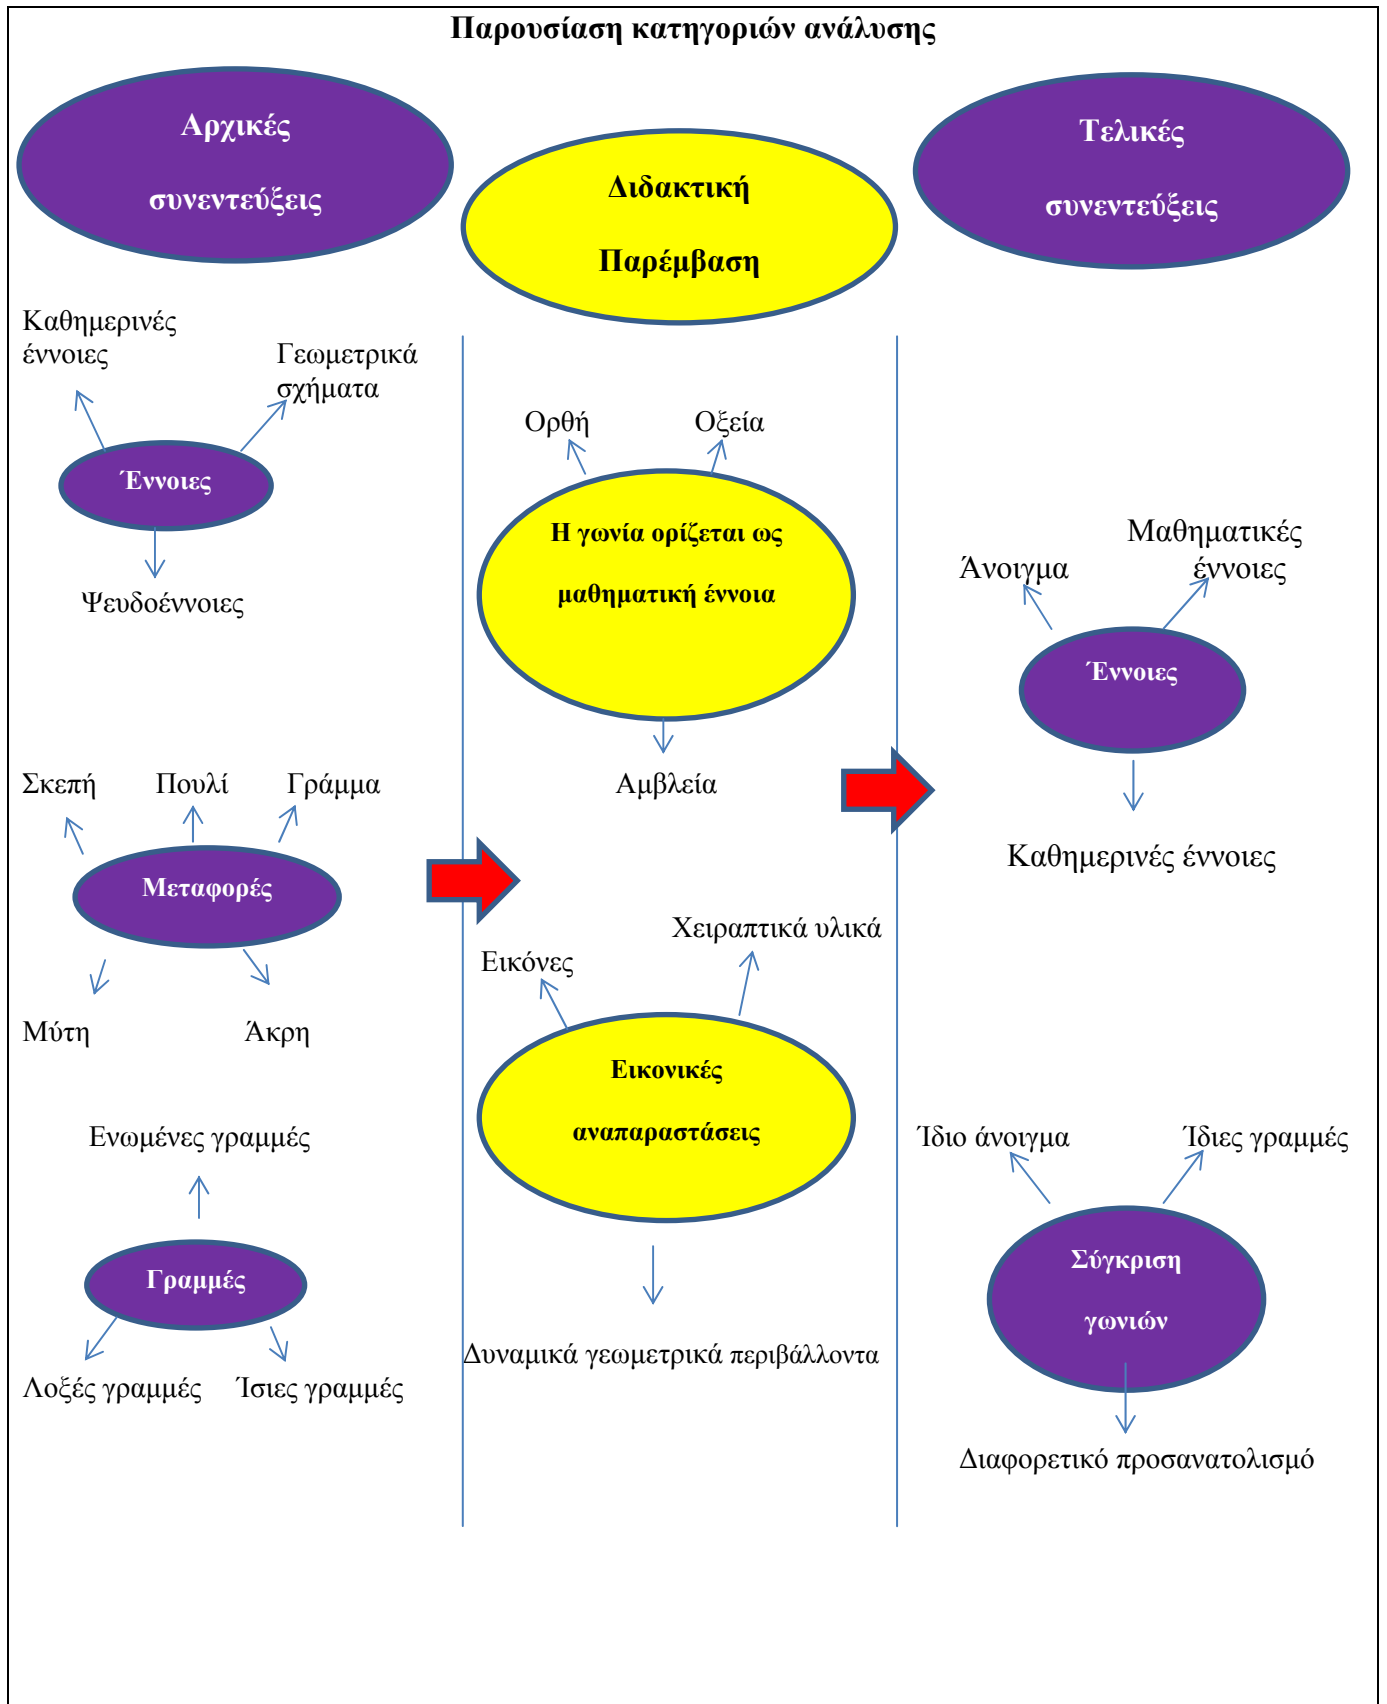 Παρουσίαση κατηγοριών ανάλυσης
Αρχικές
συνεντεύξεις
Καθημερινές
έννοιες
Γεωμετρικά
σχήματα
Έννοιες
Ψευδοέννοιες
Σκεπή
Πουλί
Γράμμα
Μεταφορές
Μύτη
Άκρη
Ενωμένες γραμμές
Γραμμές
Λοξές γραμμές
Ίσιες γραμμές
Διδακτική
Παρέμβαση
Ορθή
Οξεία
Η γωνία ορίζεται ως
μαθηματική έννοια
Αμβλεία
Χειραπτικά υλικά
Εικόνες
Εικονικές
αναπαραστάσεις
Δυναμικά γεωμετρικά περιβάλλοντα
Τελικές
συνεντεύξεις
Μαθηματικές
έννοιες
Άνοιγμα
Έννοιες
Καθημερινές έννοιες
Ίδιο άνοιγμα
Ίδιες γραμμές
Σύγκριση
γωνιών
Διαφορετικό προσανατολισμό